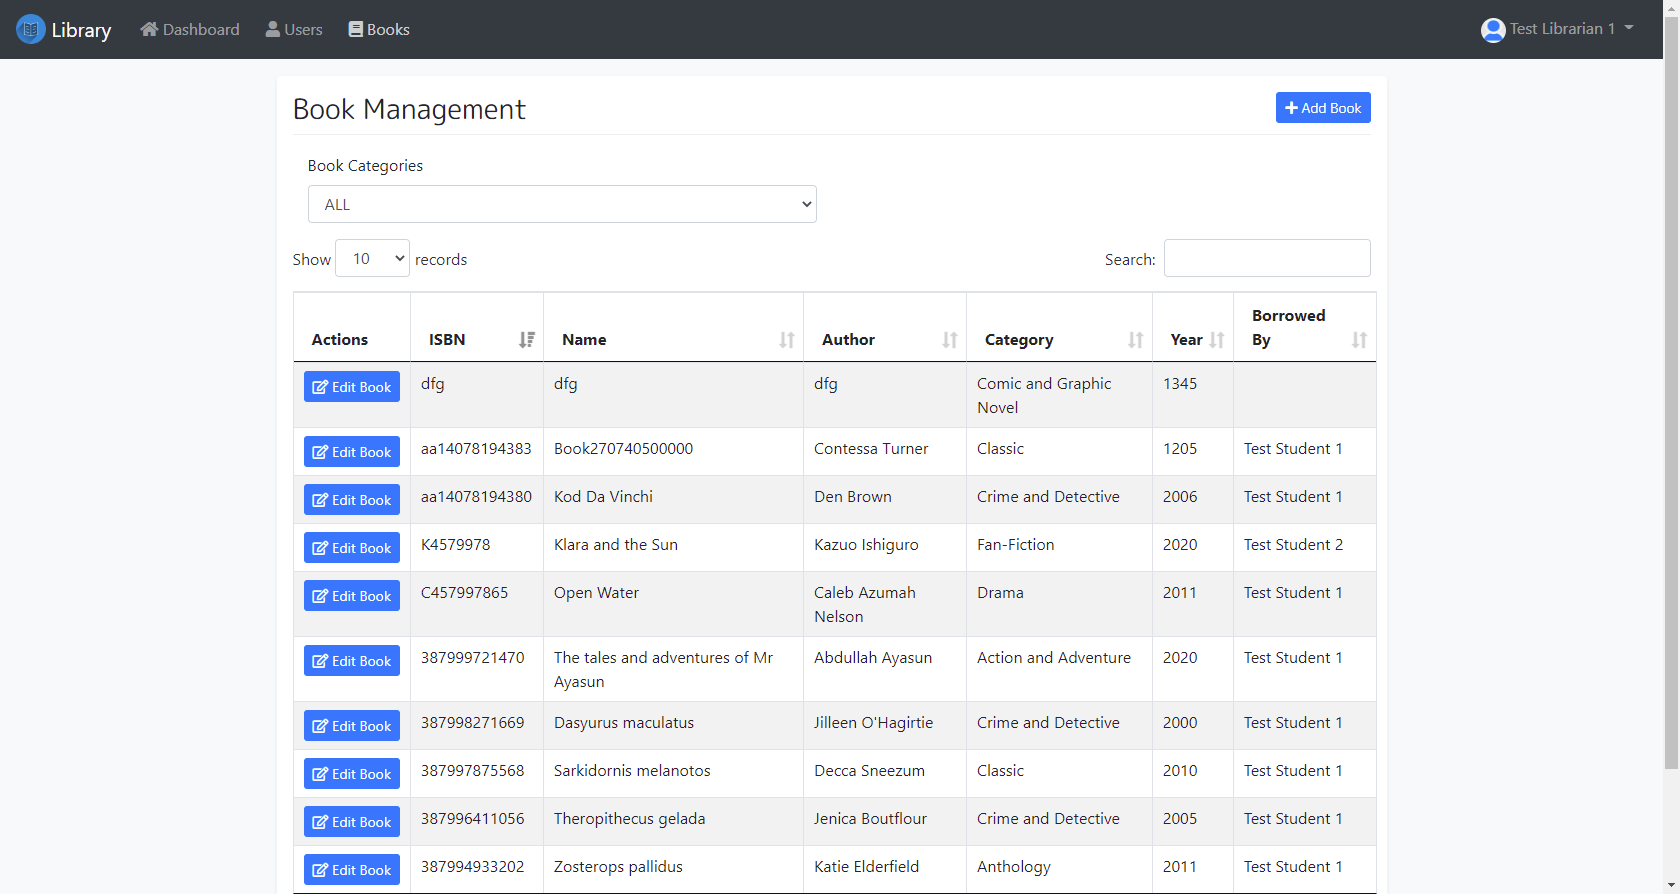 Library Dashboard Users Books Test Librarian 1
Book Management Add Book
Book Categories
ALL
Show 10 records Search:
Actions ISBN Name Author Category Year Borrowed By
Edit Book dfg dfg dfg Comic and Graphic Novel 1345
Edit Book aa14078194383 Book270740500000 Contessa Turner Classic 1205 Test Student 1
Edit Book aa14078194380 Kod Da Vinchi Den Brown Crime and Detective 2006 Test Student 1
Edit Book K4579978 Klara and the Sun Kazuo Ishiguro Fan-Fiction 2020 Test Student 2
Edit Book C457997865 Open Water Caleb Azumah Nelson Drama 2011 Test Student 1
Edit Book 387999721470 The tales and adventures of Mr Ayasun Abdullah Ayasun Action and Adventure 2020 Test Student 1
Edit Book 387998271669 Dasyurus maculatus Jilleen O'Hagirtie Crime and Detective 2000 Test Student 1
Edit Book 387997875568 Sarkidornis melanotos Decca Sneezum Classic 2010 Test Student 1
Edit Book 387996411056 Theropithecus gelada Jenica Boutflour Crime and Detective 2005 Test Student 1
Edit Book 387994933202 Zosterops pallidus Katie Elderfield Anthology 2011 Test Student 1